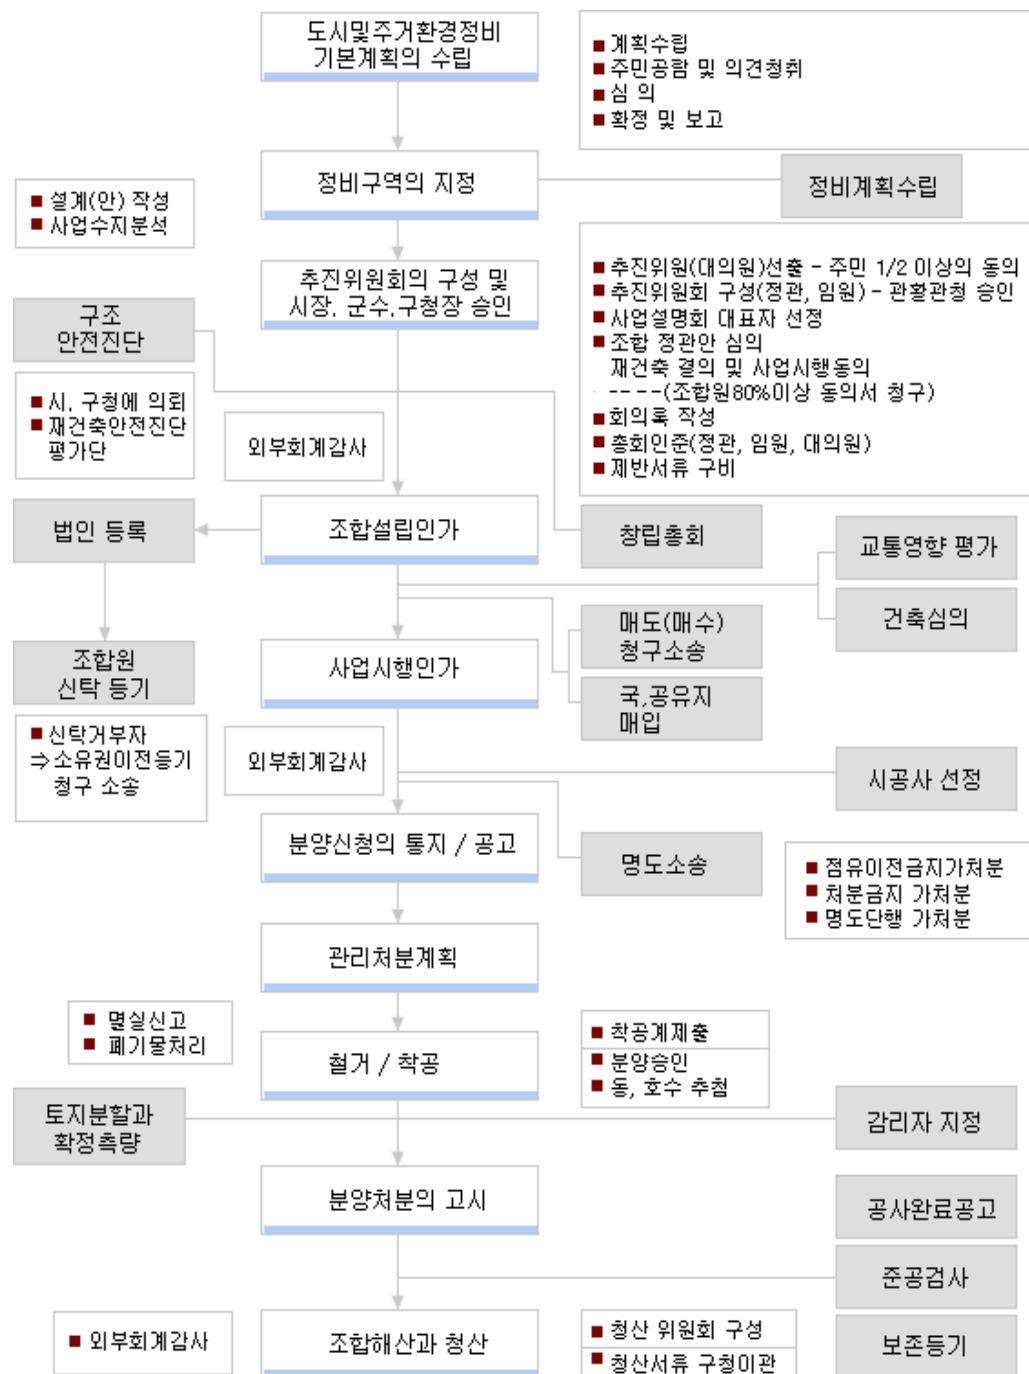 도시및주거환경정비
기본계획의 수립
계획수립
주민공람 및 의견청취
심 의
확정 및 보고
정비구역의 지정
정비계획수립
설계(안) 작성
사업수지분석
추진위원회의 구성 및
시장, 군수,구청장 승인
추진위원(대의원)선출 - 주민 1/2 이상의 동의
추진위원회 구성(정관, 임원) - 관활관청 승인
사업설명회 대표자 선정
조합 정관안 심의
재건축 결의 및 사업시행동의
----(조합원80%이상 동의서 청구)
회의록 작성
총회인준(정관, 임원, 대의원)
제반서류 구비
구조
안전진단
시, 구청에 의뢰
재건축안전진단
평가단
외부회계감사
법인 등록
조합설립인가
창립총회
교통영향 평가
건축심의
조합원
신탁 등기
사업시행인가
매도(매수)
청구소송
국,공유지
매입
신탁거부자
⇒소유권이전등기
청구 소송
외부회계감사
시공사 선정
분양신청의 통지 / 공고
명도소송
점유이전금지가처분
처분금지 가처분
명도단행 가처분
관리처분계획
멸실신고
폐기물처리
철거 / 착공
착공계제출
분양승인
동, 호수 추첨
토지분할과
확정측량
감리자 지정
분양처분의 고시
공사완료공고
준공검사
외부회계감사
조합해산과 청산
청산 위원회 구성
청산서류 구청이관
보존등기